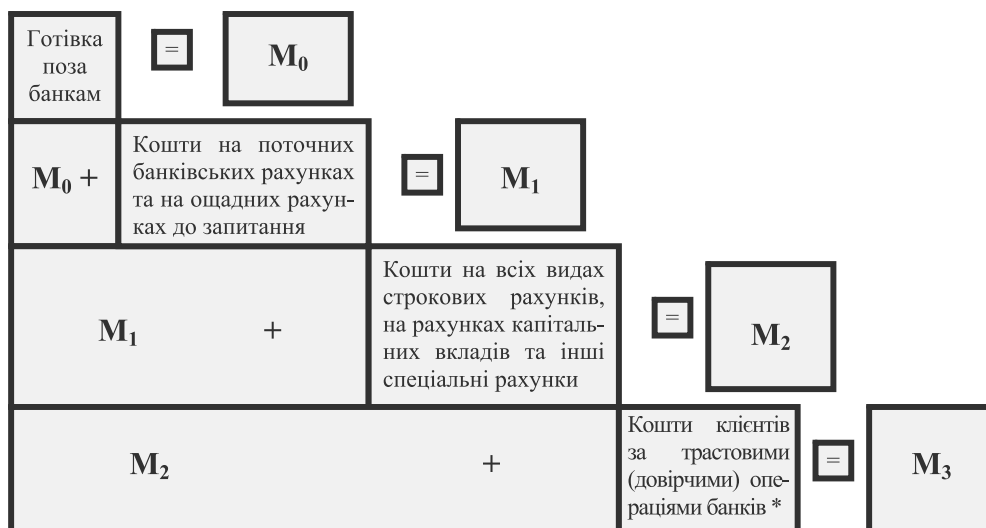 Готівка
поза
банкам
=
M₀
M₀ +
Кошти на поточних
банківських рахунках
та на ощадних рахун-
ках до запитання
=
M₁
M₁ +
Кошти на всіх видах
строкових рахунків,
на рахунках капіталь-
них вкладів та інші
спеціальні рахунки
=
M₂
M₂ +
Кошти клієнтів
за трастовими
(довірчими) опе-
раціями банків *
=
M₃